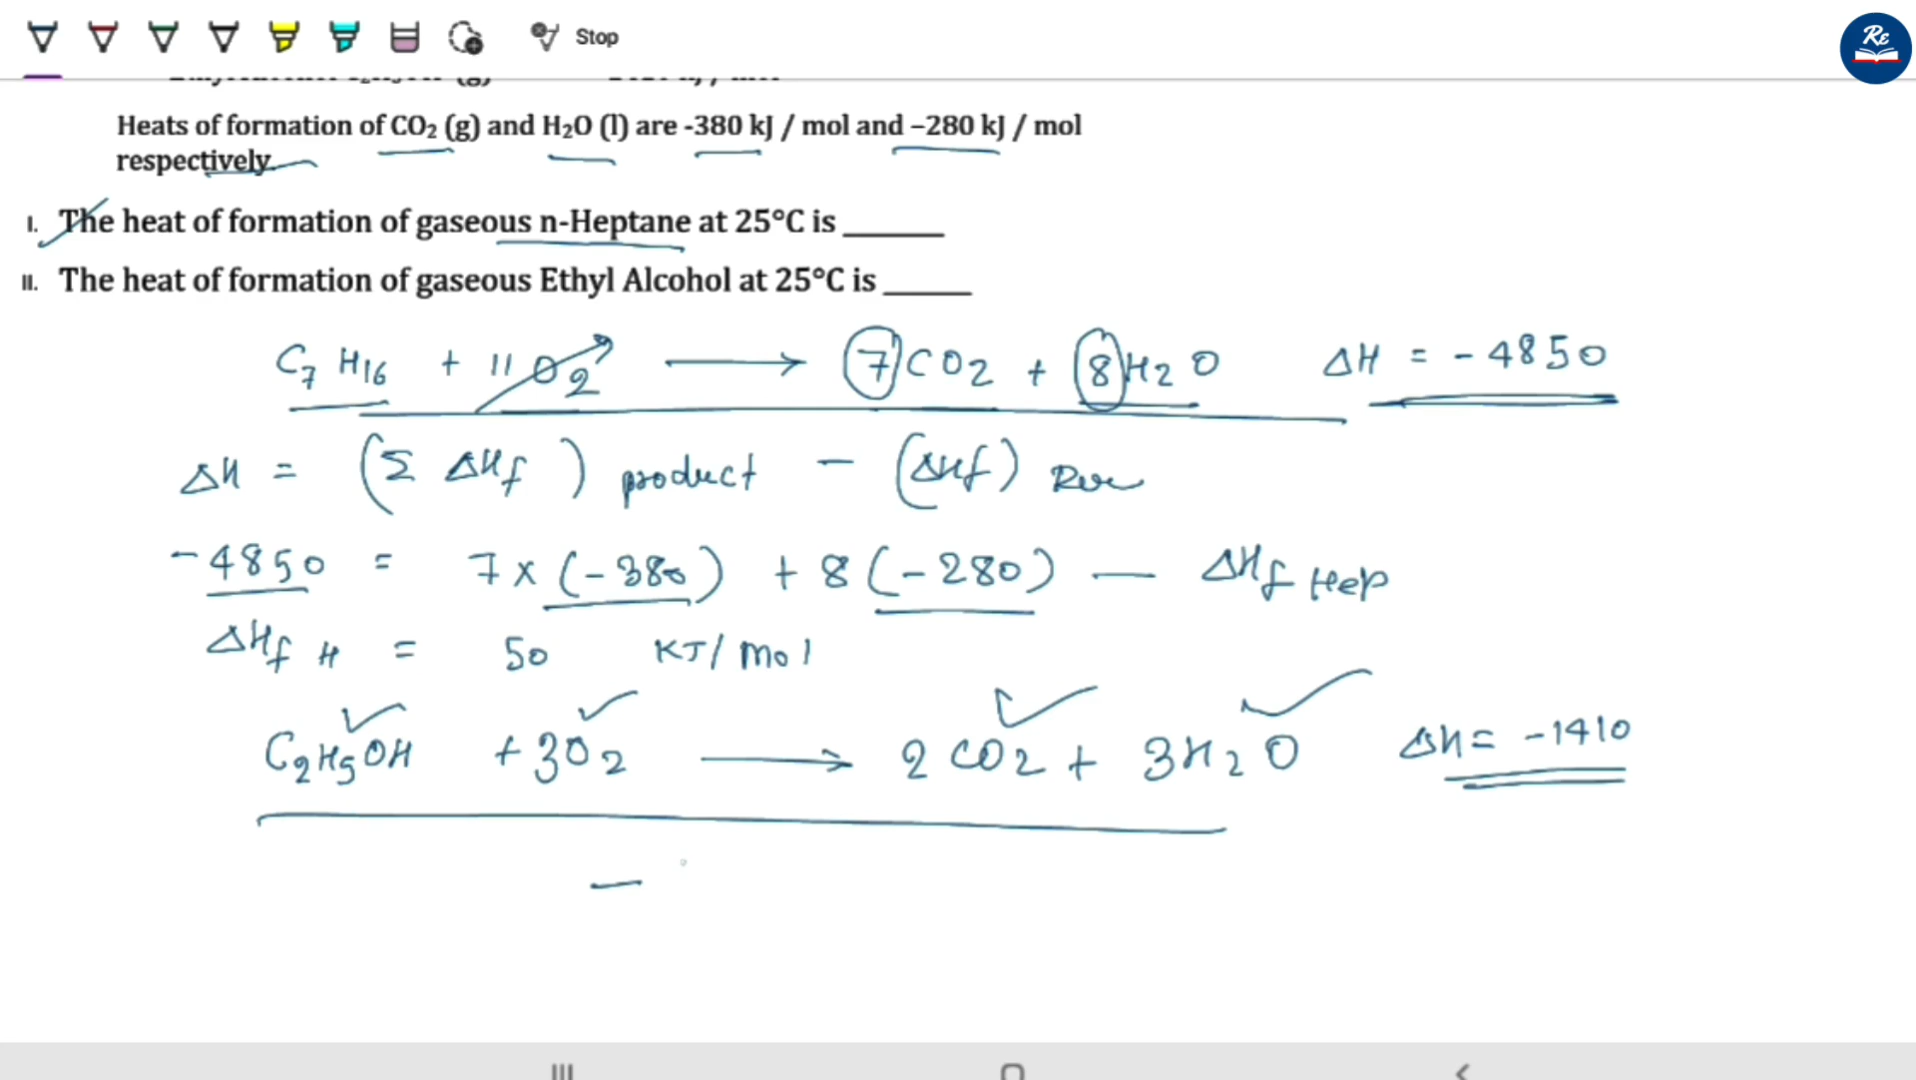 Stop
Rε
Heats of formation of CO₂ (g) and H₂O (l) are -380 kJ / mol and –280 kJ / mol
respectively.
I. The heat of formation of gaseous n-Heptane at 25°C is ______
II. The heat of formation of gaseous Ethyl Alcohol at 25°C is ______
C₇ H₁₆ + 11 O₂ ⟶ 7 CO₂ + 8 H₂O ΔH = - 4850
ΔH = (Σ ΔHf) product - (ΔHf)
-4850 = 7 x (-380) + 8 (-280) — ΔHf Hep
ΔHf H = 50 KJ/mol
C₂H₅OH + 3O₂ ⟶ 2 CO₂ + 3H₂O ΔH = -1410
—